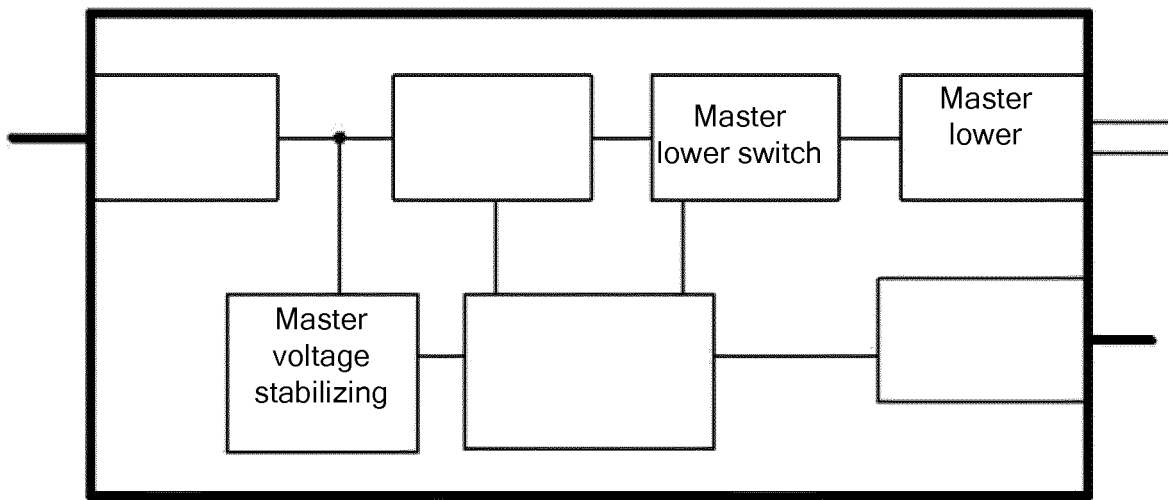 Master
lower switch
Master
lower
Master
voltage
stabilizing